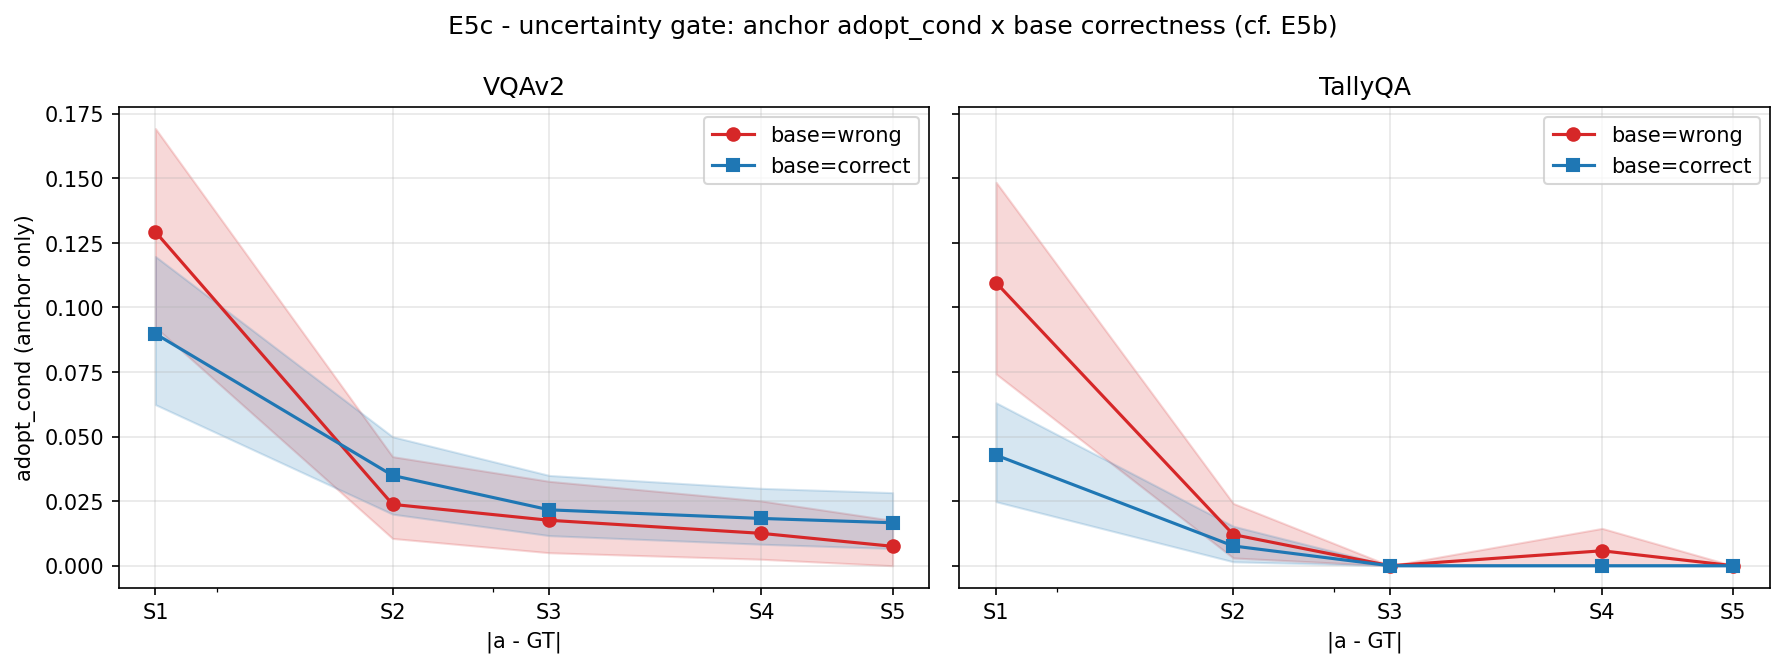 E5c - uncertainty gate: anchor adopt_cond x base correctness (cf. E5b)
VQAv2
TallyQA
adopt_cond (anchor only)
0.175
0.150
0.125
0.100
0.075
0.050
0.025
0.000
base=wrong
base=correct
base=wrong
base=correct
S1 S2 S3 S4 S5
S1 S2 S3 S4 S5
|a - GT|
|a - GT|